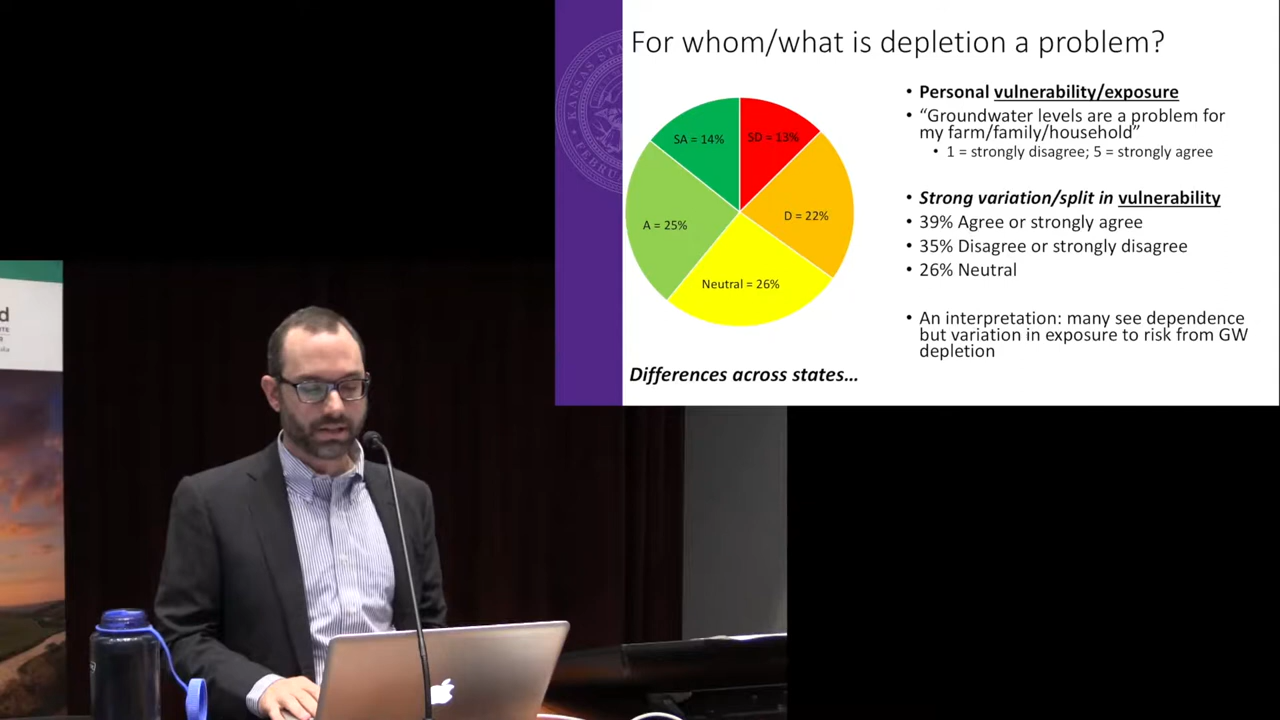 For whom/what is depletion a problem?
SA = 14%
SD = 13%
A = 25%
D = 22%
Neutral = 26%
Differences across states…
• Personal vulnerability/exposure
• “Groundwater levels are a problem for
my farm/family/household”
• 1 = strongly disagree; 5 = strongly agree
• Strong variation/split in vulnerability
• 39% Agree or strongly agree
• 35% Disagree or strongly disagree
• 26% Neutral
• An interpretation: many see dependence
but variation in exposure to risk from GW
depletion
KANSAS STA
FEBRUA
d